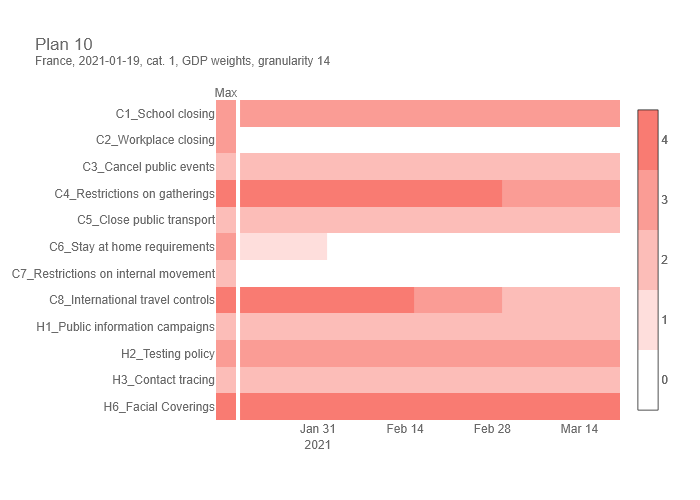 Plan 10
France, 2021-01-19, cat. 1, GDP weights, granularity 14
Max
C1_School closing
C2_Workplace closing
C3_Cancel public events
C4_Restrictions on gatherings
C5_Close public transport
C6_Stay at home requirements
C7_Restrictions on internal movement
C8_International travel controls
H1_Public information campaigns
H2_Testing policy
H3_Contact tracing
H6_Facial Coverings
Jan 31
2021
Feb 14
Feb 28
Mar 14
4
3
2
1
0